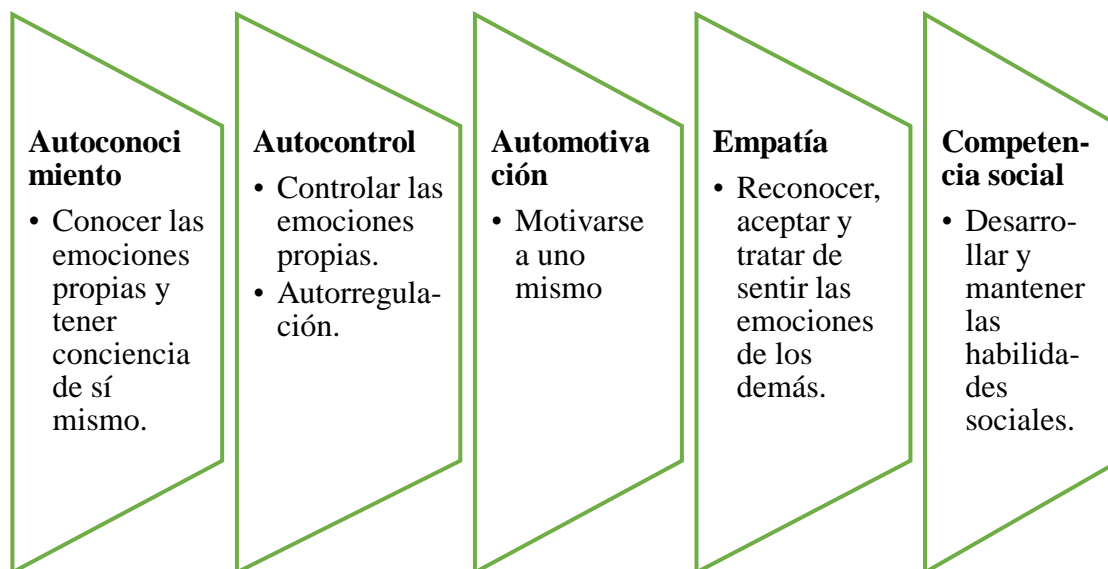 Autoconoci
miento
• Conocer las
emociones
propias y
tener
conciencia
de sí
mismo.
Autocontrol
• Controlar las
emociones
propias.
• Autorregula-
ción.
Automotiva
ción
• Motivarse
a uno
mismo
Empatía
• Reconocer,
aceptar y
tratar de
sentir las
emociones
de los
demás.
Competen-
cia social
• Desarro-
llar y
mantener
las
habilida-
des
sociales.